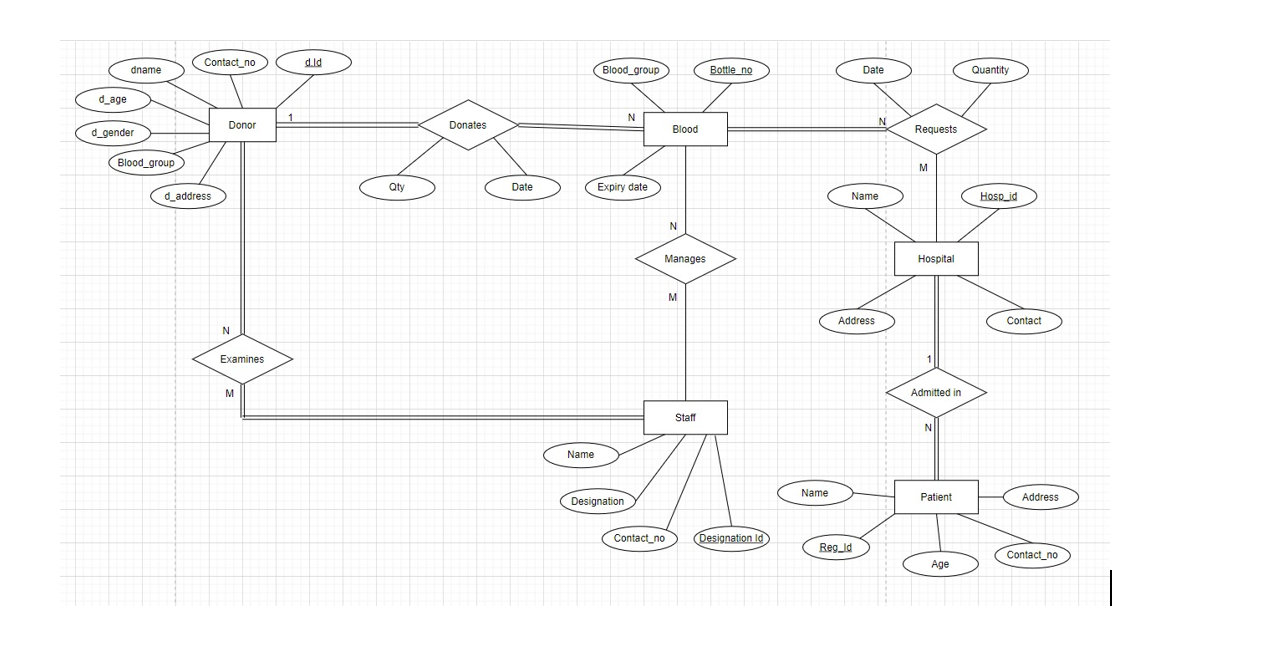 dname
Contact_no
d.Id
d_age
d_gender
Blood_group
d_address
Donor
1
Donates
Qty
Date
N
Blood_group
Bottle_no
Blood
Expiry date
N
Date
Quantity
Requests
M
Name
Hosp_id
Hospital
Address
Contact
N
Manages
M
N
Examines
M
1
Admitted in
N
Staff
Name
Designation
Contact_no
Designation Id
Name
Patient
Address
Reg_Id
Age
Contact_no